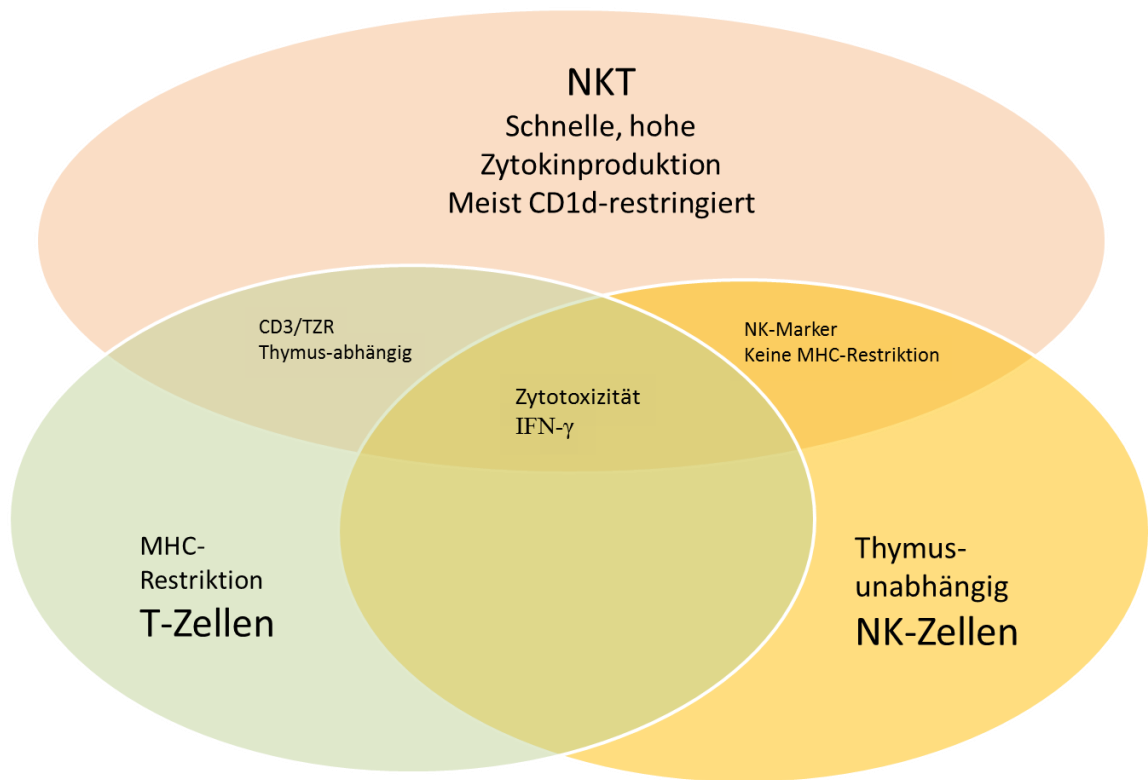 NKT
Schnelle, hohe
Zytokinproduktion
Meist CD1d-restringiert
CD3/TZR
Thymus-abhängig
NK-Marker
Keine MHC-Restriktion
Zytotoxizität
IFN-γ
MHC-
Restriktion
T-Zellen
Thymus-
unabhängig
NK-Zellen